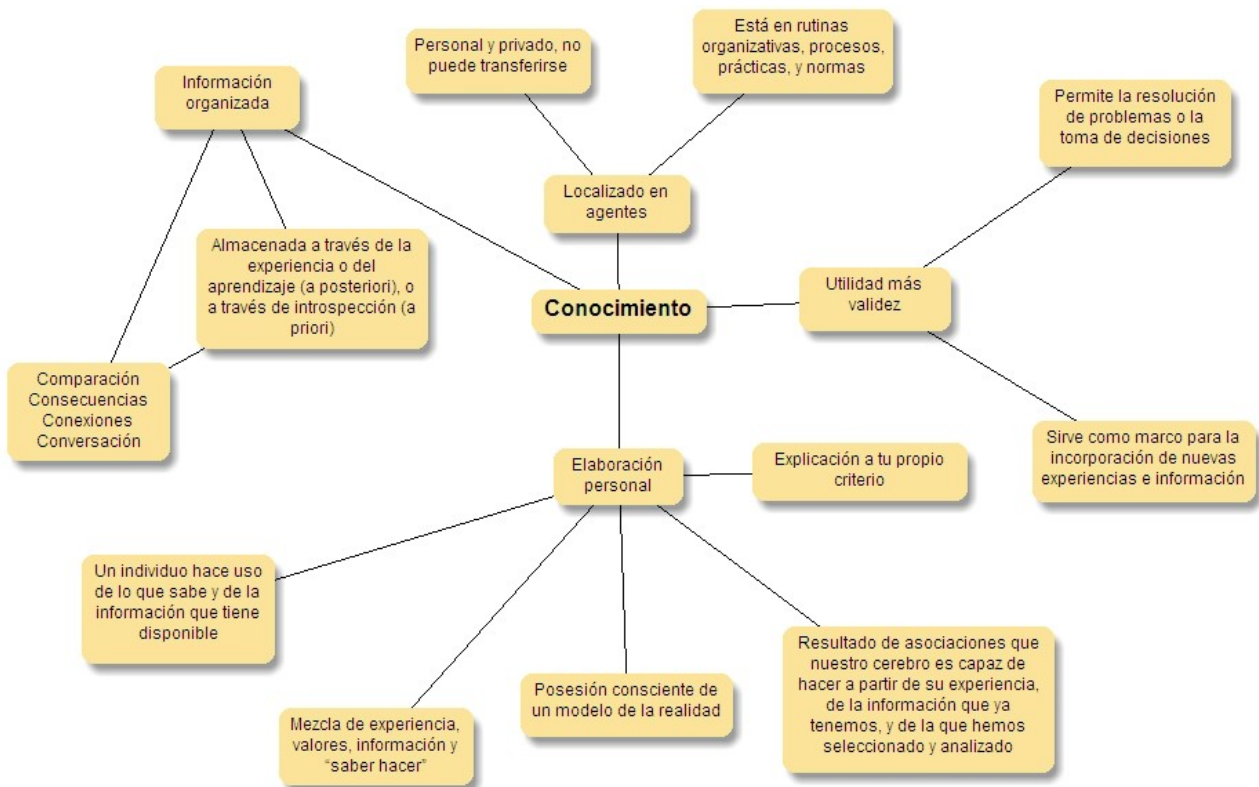 Personal y privado, no
puede transferirse
Está en rutinas
organizativas, procesos,
prácticas, y normas
Información
organizada
Permite la resolución
de problemas o la
toma de decisiones
Localizado en
agentes
Almacenada a través de la
experiencia o del
aprendizaje (a posteriori), o
a través de introspección (a
priori)
Conocimiento
Utilidad más
validez
Comparación
Consecuencias
Conexiones
Conversación
Elaboración
personal
Explicación a tu propio
criterio
Sirve como marco para la
incorporación de nuevas
experiencias e información
Un individuo hace uso
de lo que sabe y de la
información que tiene
disponible
Mezcla de experiencia,
valores, información y
“saber hacer”
Posesión consciente de
un modelo de la realidad
Resultado de asociaciones que
nuestro cerebro es capaz de
hacer a partir de su experiencia,
de la información que ya
tenemos, y de la que hemos
seleccionado y analizado